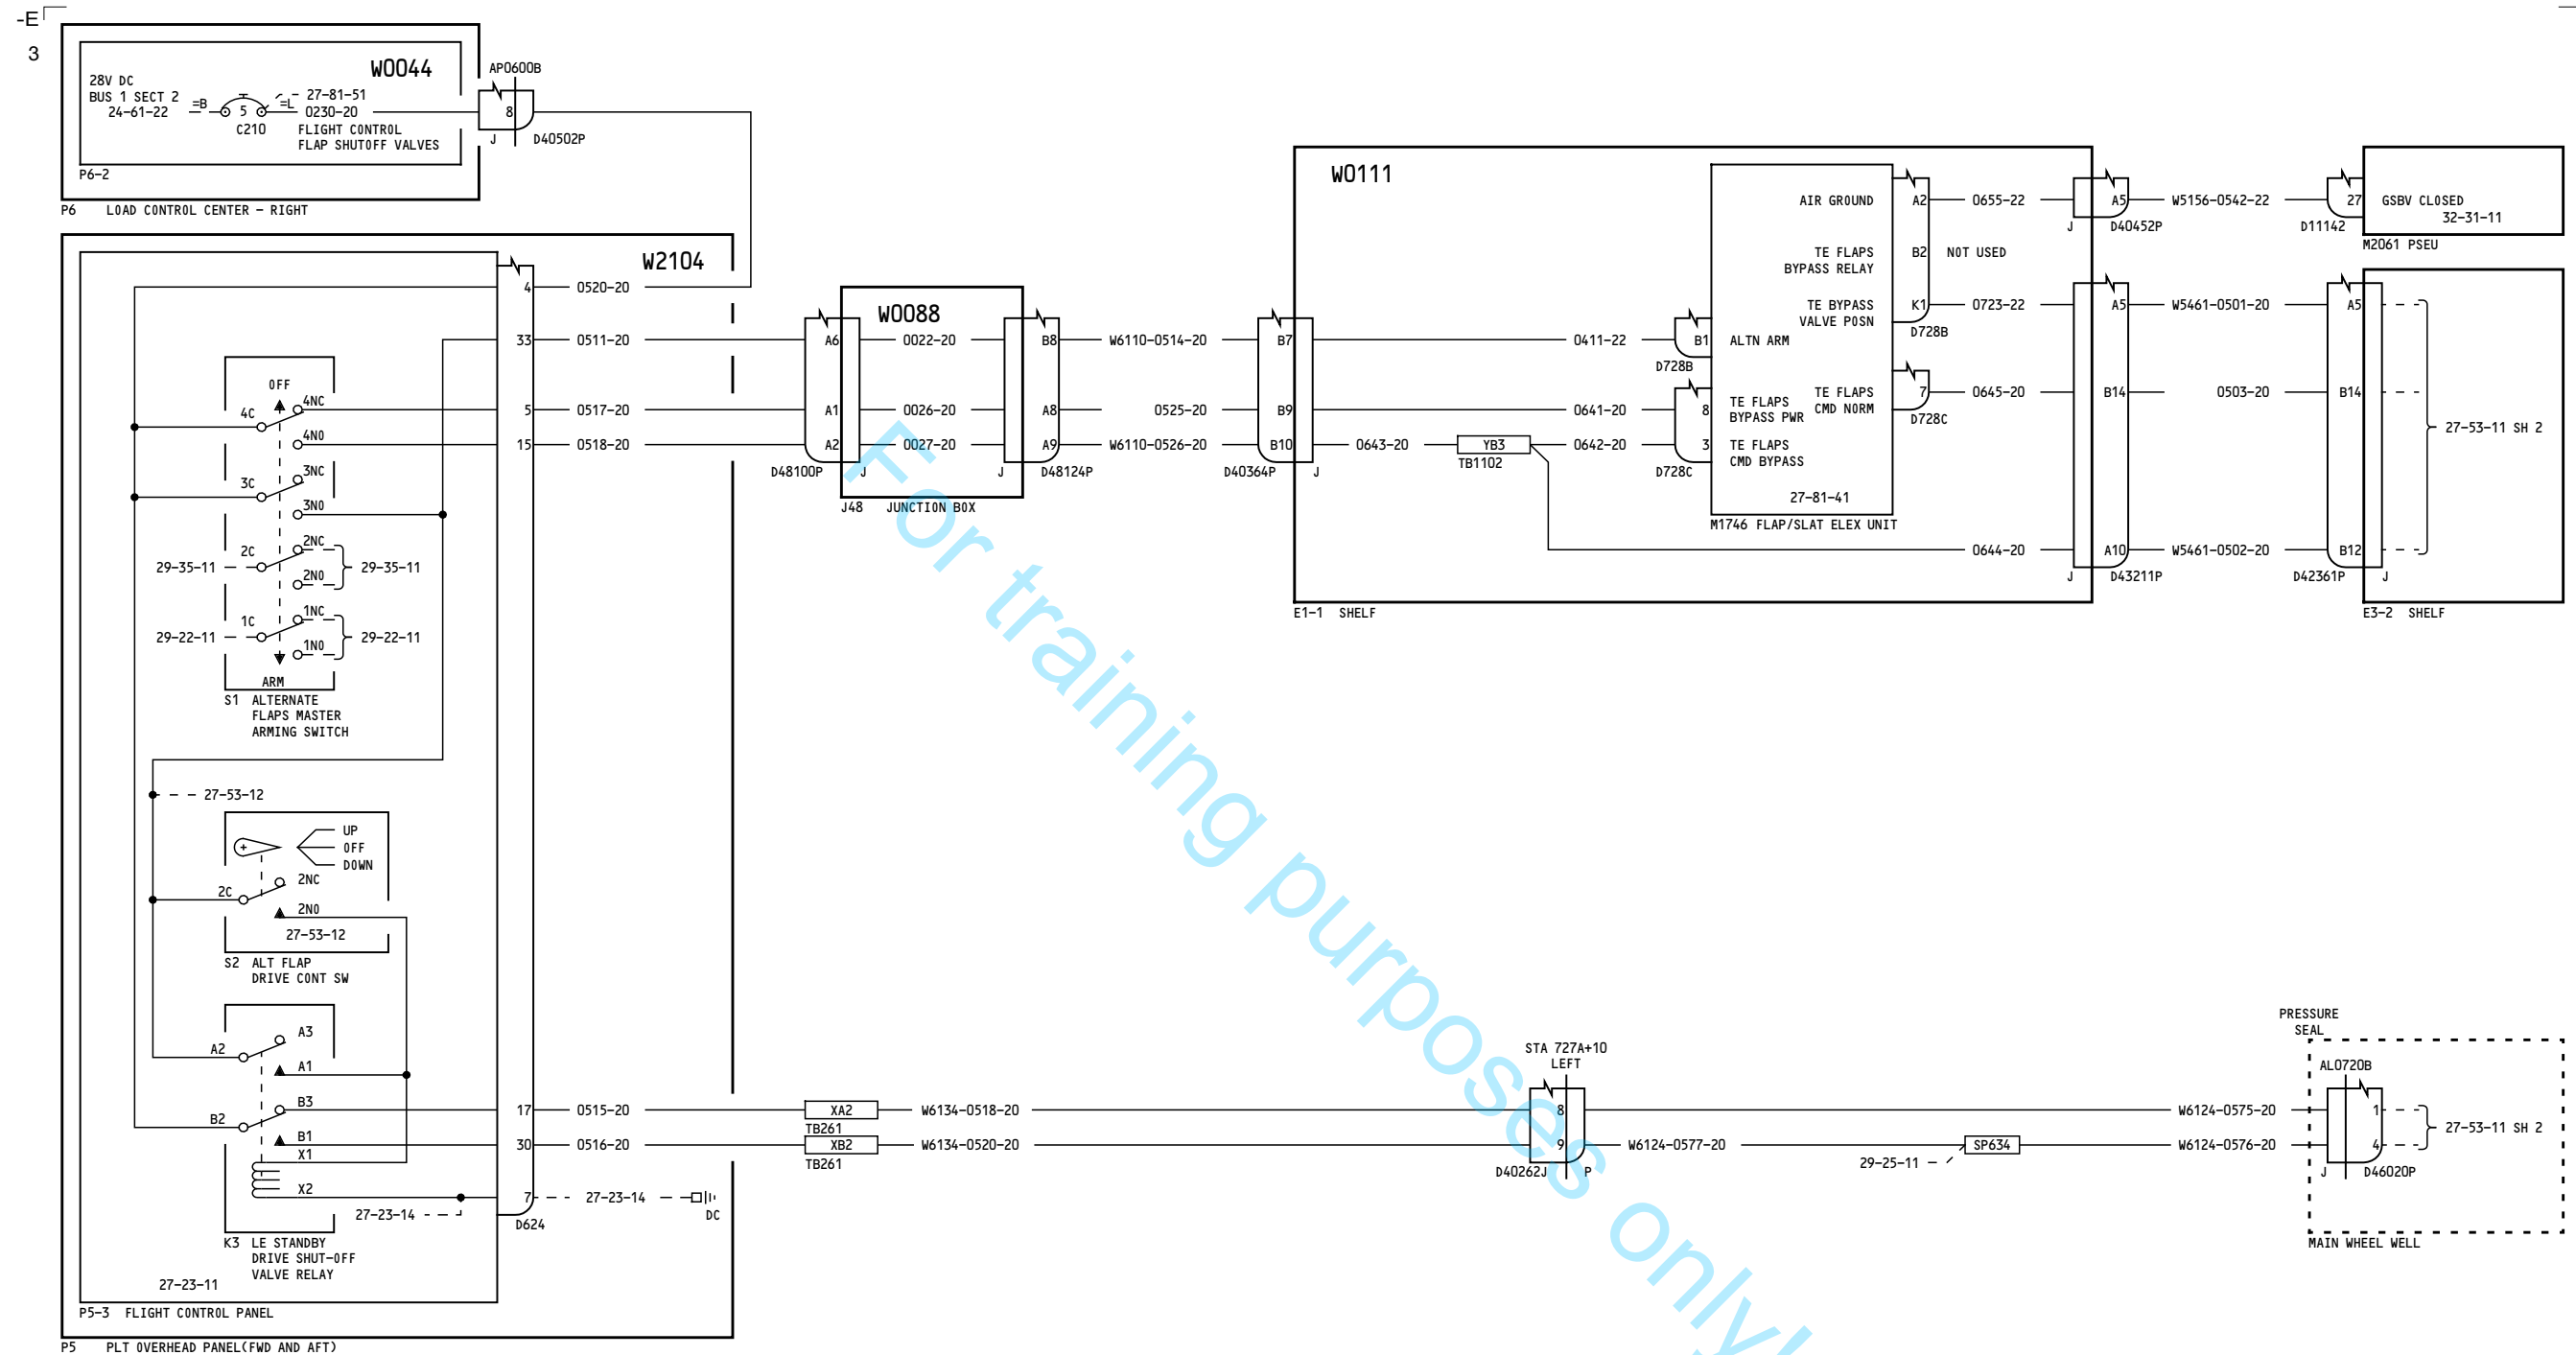 -E
3
W0044
28V DC
BUS 1 SECT 2
24-61-22
=B
5
=L
27-81-51
0230-20
C210
FLIGHT CONTROL
FLAP SHUTOFF VALVES
P6-2
P6 LOAD CONTROL CENTER - RIGHT
AP0600B
8
J
D40502P
W2104
4
0520-20
33
0511-20
OFF
4C
4NC
5
0517-20
4NO
15
0518-20
3C
3NC
3NO
2C
2NC
29-35-11
29-35-11
2NO
1C
1NC
29-22-11
29-22-11
1NO
ARM
S1 ALTERNATE
FLAPS MASTER
ARMING SWITCH
27-53-12
UP
OFF
DOWN
2C
2NC
2NO
27-53-12
S2 ALT FLAP
DRIVE CONT SW
A3
A2
A1
B3
17
0515-20
B2
B1
30
0516-20
X1
X2
7
27-23-14
DC
27-23-14
D624
K3 LE STANDBY
DRIVE SHUT-OFF
VALVE RELAY
27-23-11
P5-3 FLIGHT CONTROL PANEL
P5 PLT OVERHEAD PANEL(FWD AND AFT)
W0088
A6
0022-20
B8
W6110-0514-20
B7
A1
0026-20
A8
0525-20
B9
A2
0027-20
A9
W6110-0526-20
B10
D48100P
J
J
D48124P
D40364P
J
J48 JUNCTION BOX
W0111
0411-22
B1
ALTN ARM
D728B
0641-20
8
TE FLAPS
BYPASS PWR
0643-20
YB3
TB1102
0642-20
3
TE FLAPS
CMD BYPASS
D728C
AIR GROUND
A2
0655-22
TE FLAPS
BYPASS RELAY
B2
NOT USED
TE BYPASS
VALVE POSN
K1
0723-22
D728B
TE FLAPS
CMD NORM
7
0645-20
D728C
27-81-41
M1746 FLAP/SLAT ELEX UNIT
0644-20
E1-1 SHELF
A5
W5156-0542-22
27
GSBV CLOSED
32-31-11
J
D40452P
D11142
M2061 PSEU
A5
W5461-0501-20
A5
B14
0503-20
B14
27-53-11 SH 2
A10
W5461-0502-20
B12
J
D43211P
D42361P
J
E3-2 SHELF
XA2
TB261
W6134-0518-20
XB2
TB261
W6134-0520-20
STA 727A+10
LEFT
8
9
D40262J
P
W6124-0577-20
29-25-11
SP634
W6124-0575-20
W6124-0576-20
PRESSURE
SEAL
AL0720B
1
4
27-53-11 SH 2
J
D46020P
MAIN WHEEL WELL
For training purposes only!